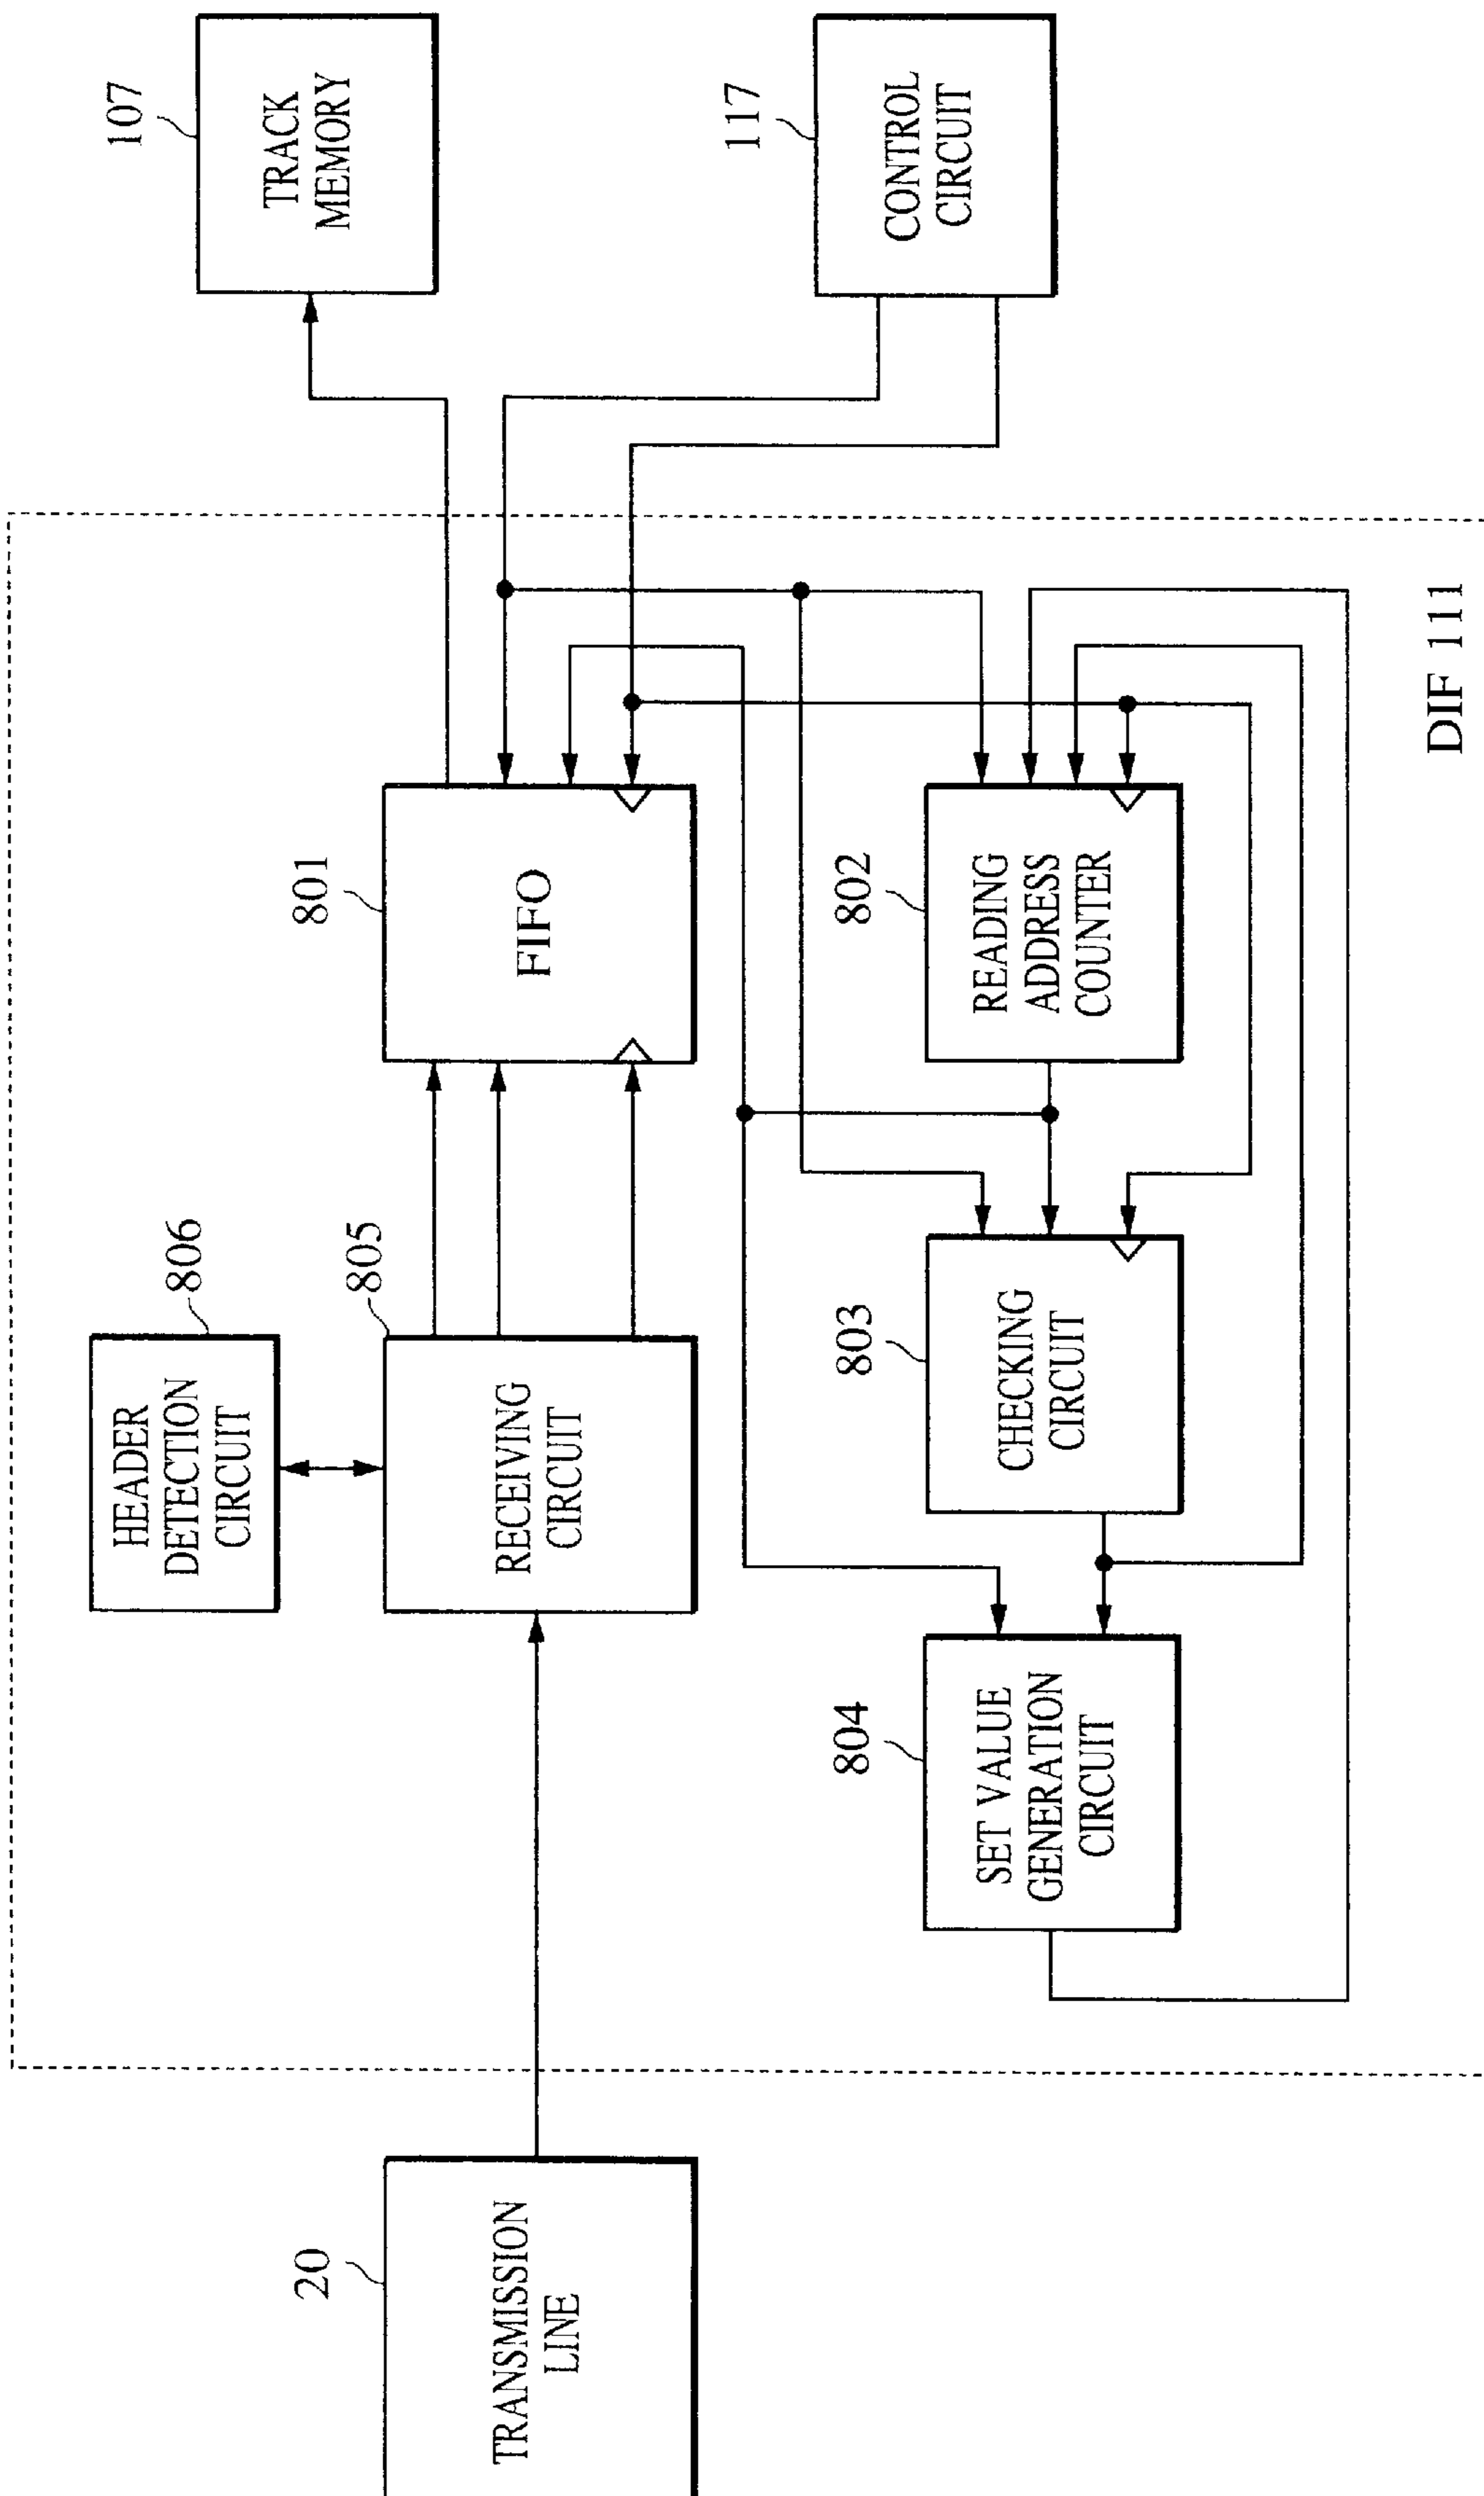 HEADER
DETECTION
CIRCUIT
806
TRACK
MEMORY
107
20
TRANSMISSION
LINE
RECEIVING
CIRCUIT
805
FIFO
801
CONTROL
CIRCUIT
117
SET VALUE
GENERATION
CIRCUIT
804
CHECKING
CIRCUIT
803
READING
ADDRESS
COUNTER
802
DIF 111